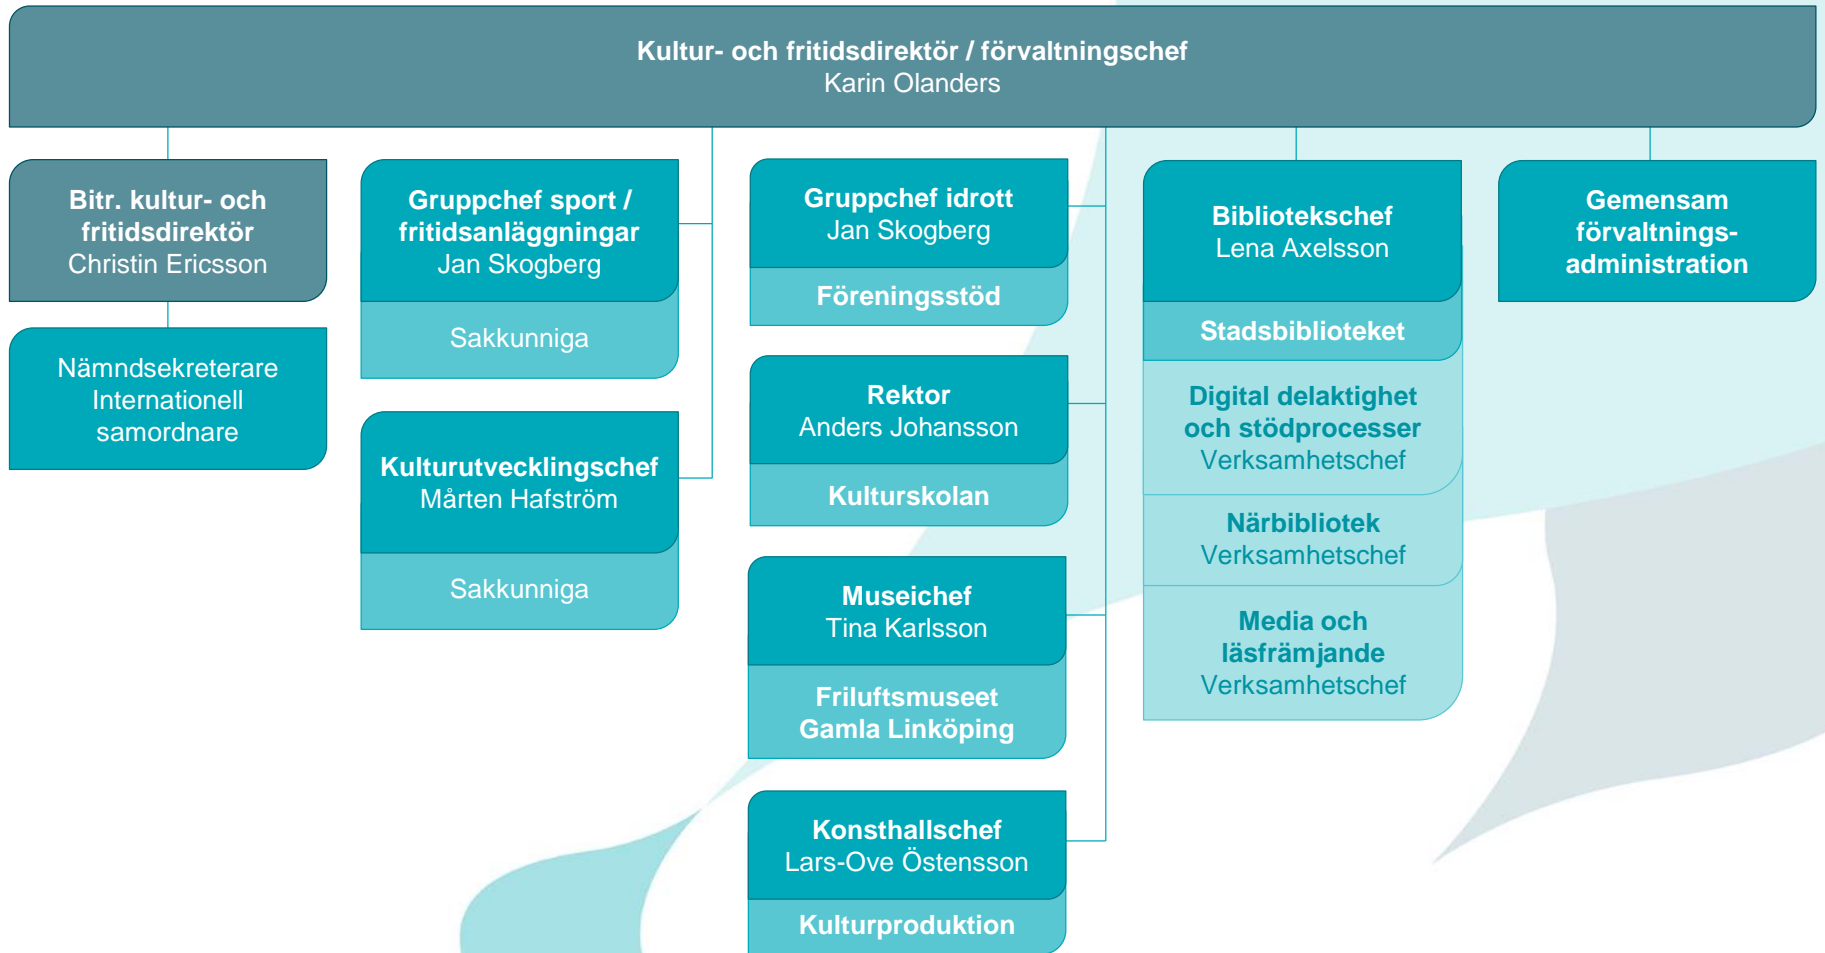 Kultur- och fritidsdirektör / förvaltningschef
Karin Olanders
Bitr. kultur- och
fritidsdirektör
Christin Ericsson
Nämndsekreterare
Internationell
samordnare
Gruppchef sport /
fritidsanläggningar
Jan Skogberg
Sakkunniga
Kulturutvecklingschef
Mårten Hafström
Sakkunniga
Gruppchef idrott
Jan Skogberg
Föreningsstöd
Rektor
Anders Johansson
Kulturskolan
Museichef
Tina Karlsson
Friluftsmuseet
Gamla Linköping
Konsthallschef
Lars-Ove Östensson
Kulturproduktion
Bibliotekschef
Lena Axelsson
Stadsbiblioteket
Digital delaktighet
och stödprocesser
Verksamhetschef
Närbibliotek
Verksamhetschef
Media och
läsfrämjande
Verksamhetschef
Gemensam
förvaltnings-
administration